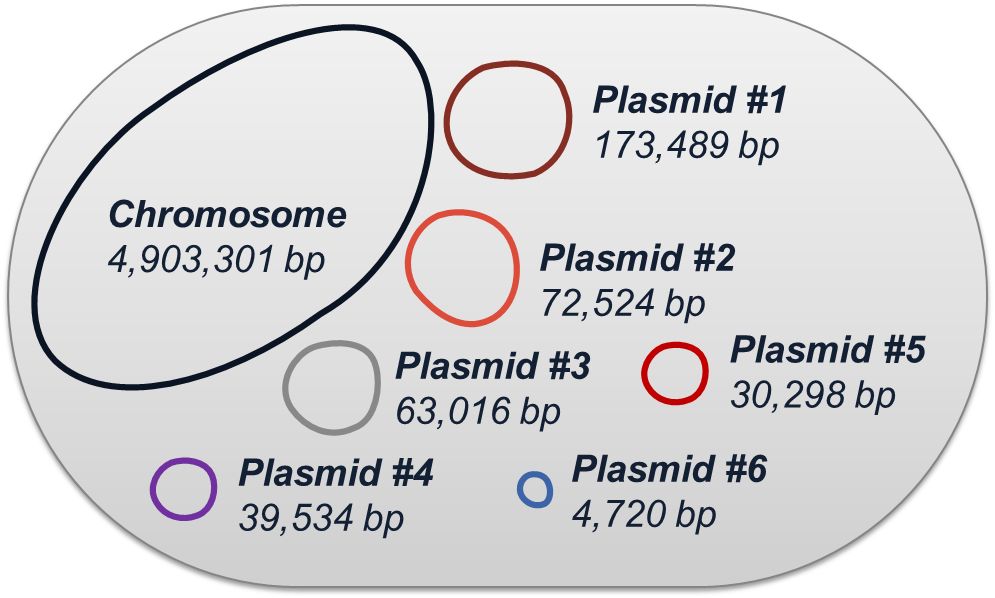 Plasmid #1
173,489 bp
Chromosome
4,903,301 bp
Plasmid #2
72,524 bp
Plasmid #3
63,016 bp
Plasmid #5
30,298 bp
Plasmid #4
39,534 bp
Plasmid #6
4,720 bp